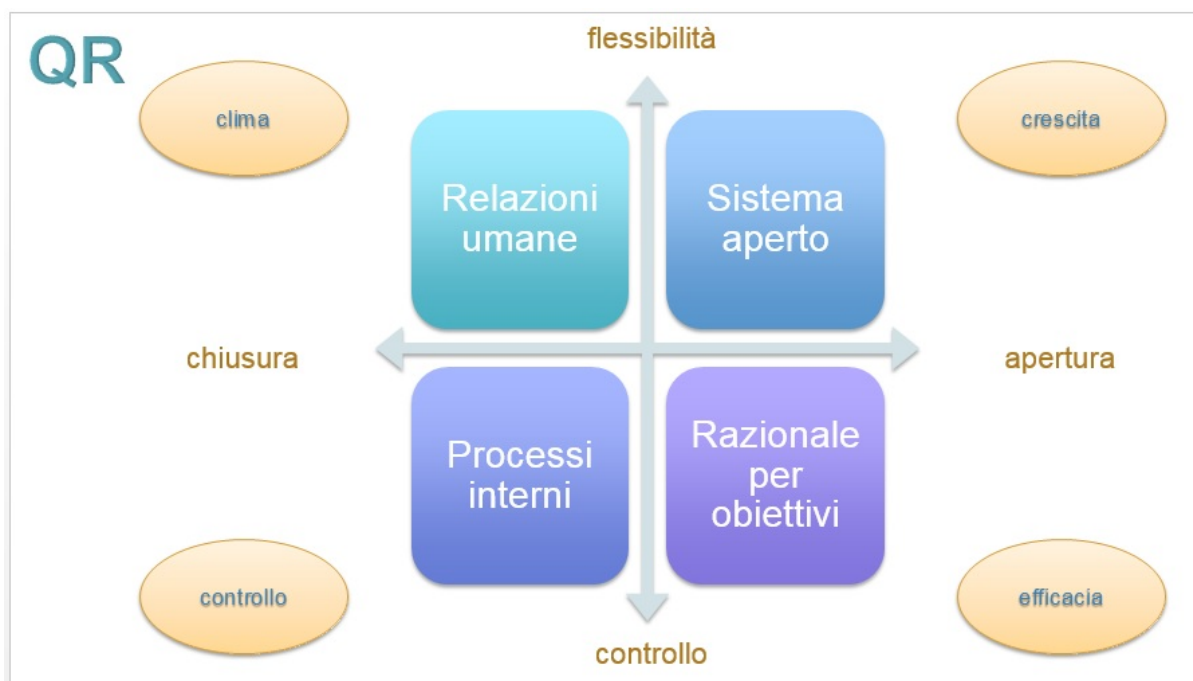 QR
flessibilità
clima
crescita
Relazioni
umane
Sistema
aperto
chiusura
apertura
Processi
interni
Razionale
per
obiettivi
controllo
efficacia
controllo